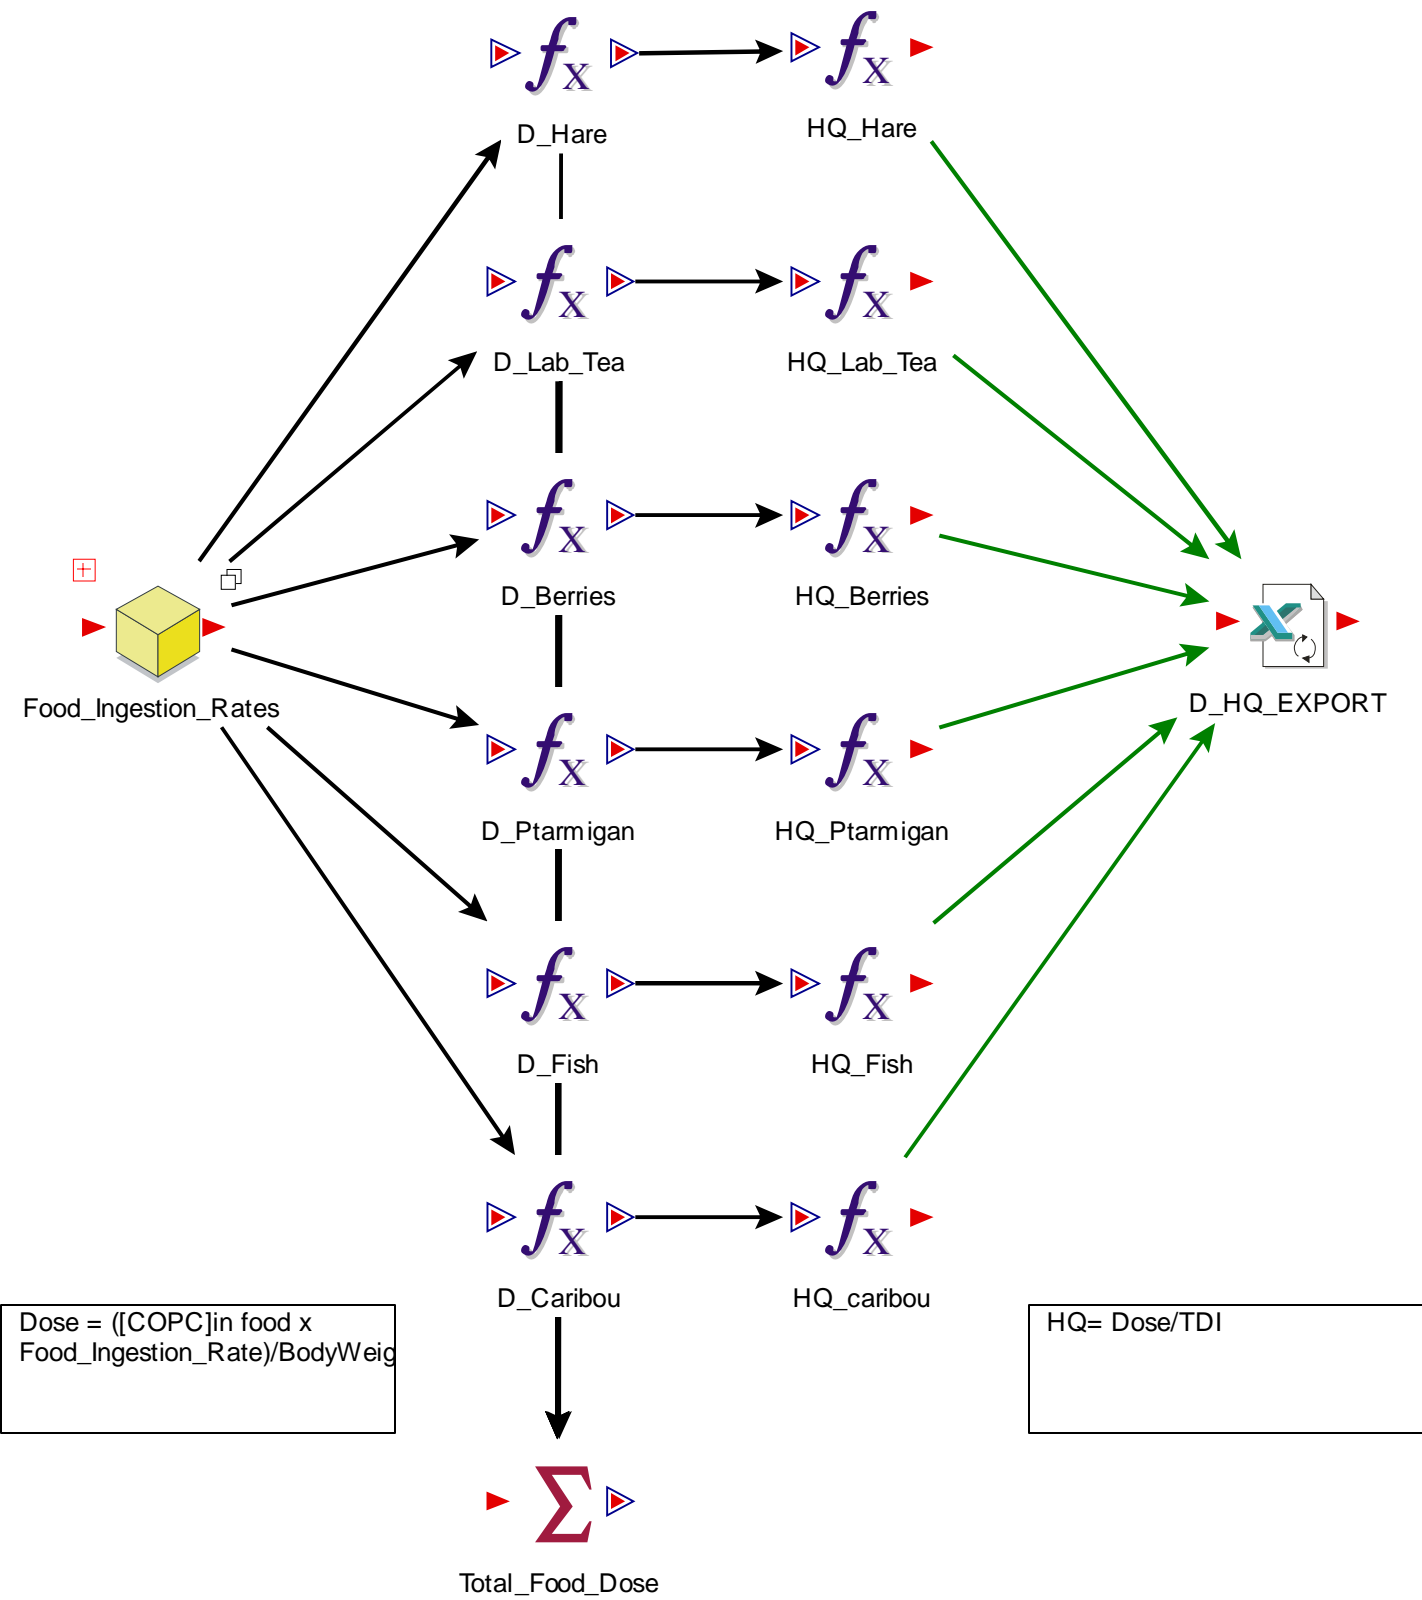 D_Hare
HQ_Hare
D_Lab_Tea
HQ_Lab_Tea
D_Berries
HQ_Berries
Food_Ingestion_Rates
D_HQ_EXPORT
D_Ptarmigan
HQ_Ptarmigan
D_Fish
HQ_Fish
D_Caribou
HQ_caribou
Dose = ([COPC]in food x
Food_Ingestion_Rate)/BodyWeig
HQ= Dose/TDI
Total_Food_Dose